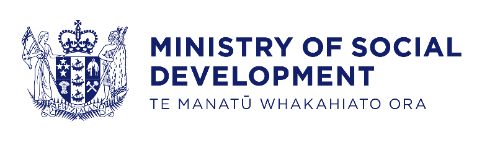 MINISTRY OF SOCIAL
DEVELOPMENT
TE MANATŪ WHAKAHIATO ORA